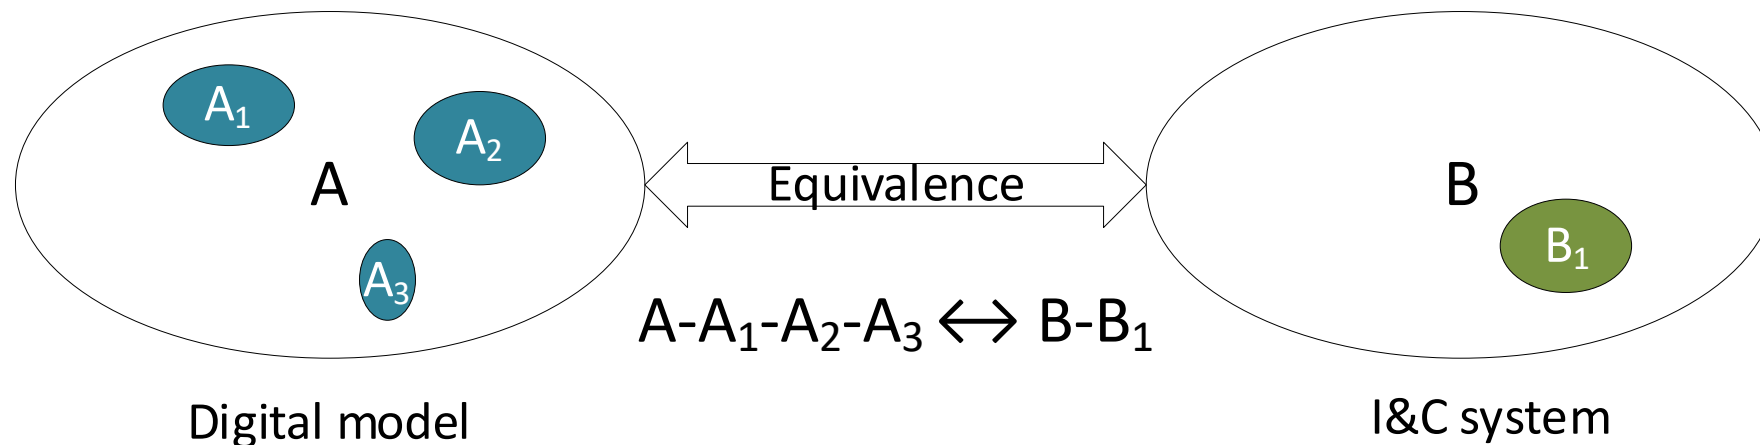 A₁
A₂
A
A₃
Equivalence
B
B₁
A-A₁-A₂-A₃ ↔ B-B₁
Digital model
I&C system